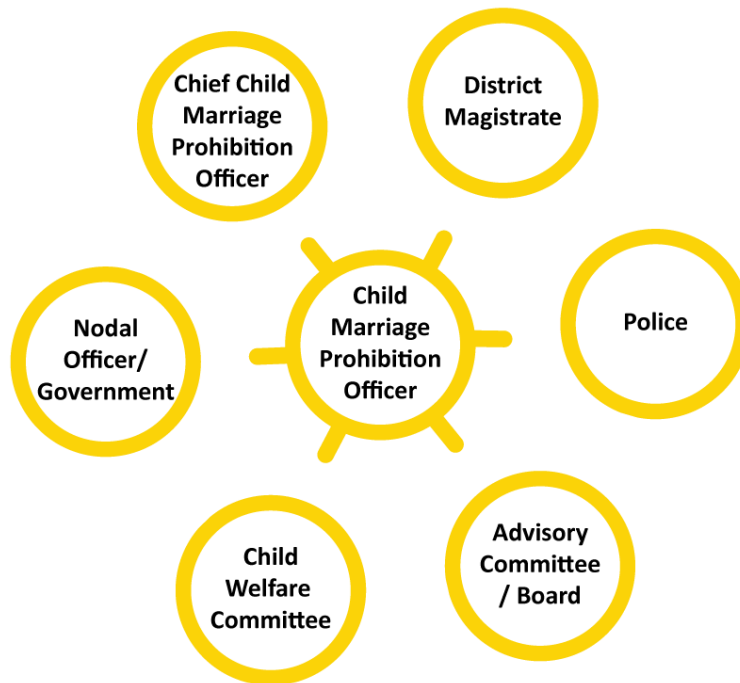 Chief Child
Marriage
Prohibition
Officer
District
Magistrate
Child
Marriage
Prohibition
Officer
Police
Nodal
Officer/
Government
Child
Welfare
Committee
Advisory
Committee
/ Board